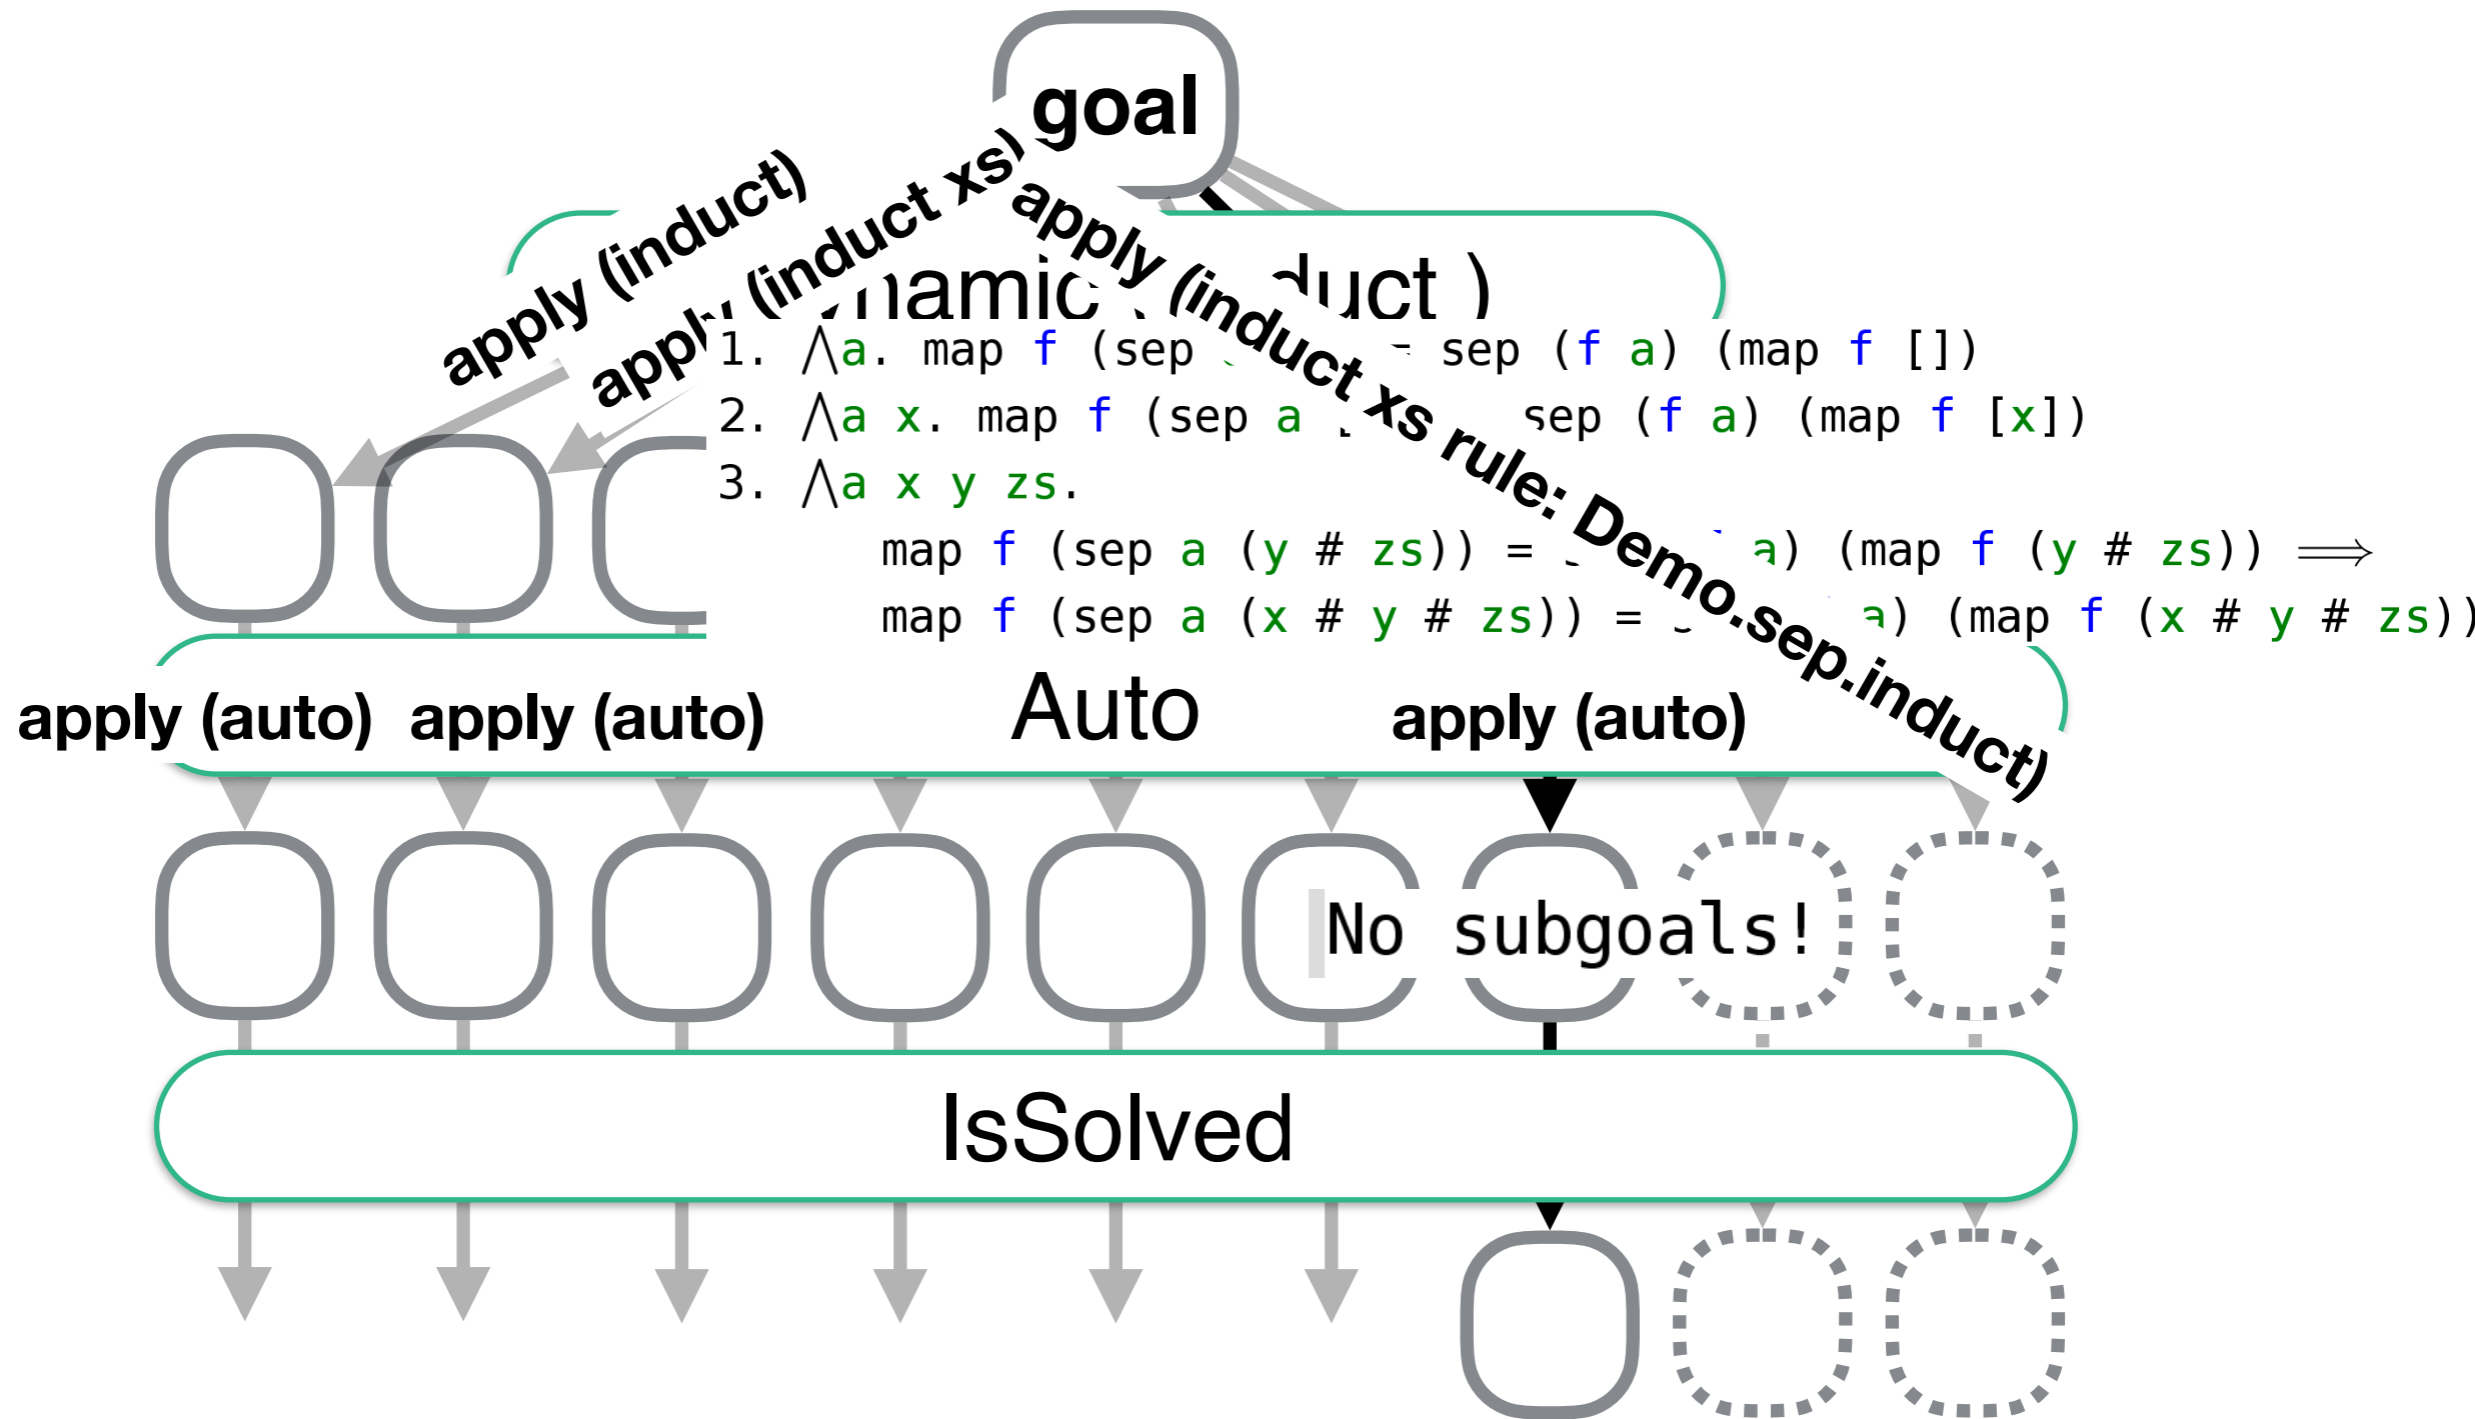 goal
apply (induct)
apply (induct xs)
apply (induct xs rule: Demo.sep.induct)
1. ⋀a. map f (sep = sep (f a) (map f [])
2. ⋀a x. map f (sep a sep (f a) (map f [x])
3. ⋀a x y zs.
map f (sep a (y # zs)) = a) (map f (y # zs)) ⟹
map f (sep a (x # y # zs)) = a) (map f (x # y # zs))
apply (auto)
apply (auto)
Auto
apply (auto)
No subgoals!
IsSolved